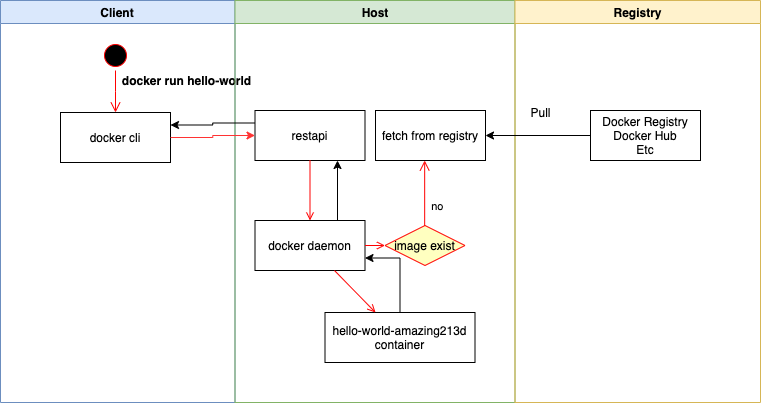 Client
Host
Registry
docker run hello-world
docker cli
restapi
fetch from registry
Pull
Docker Registry
Docker Hub
Etc
no
docker daemon
image exist
hello-world-amazing213d
container